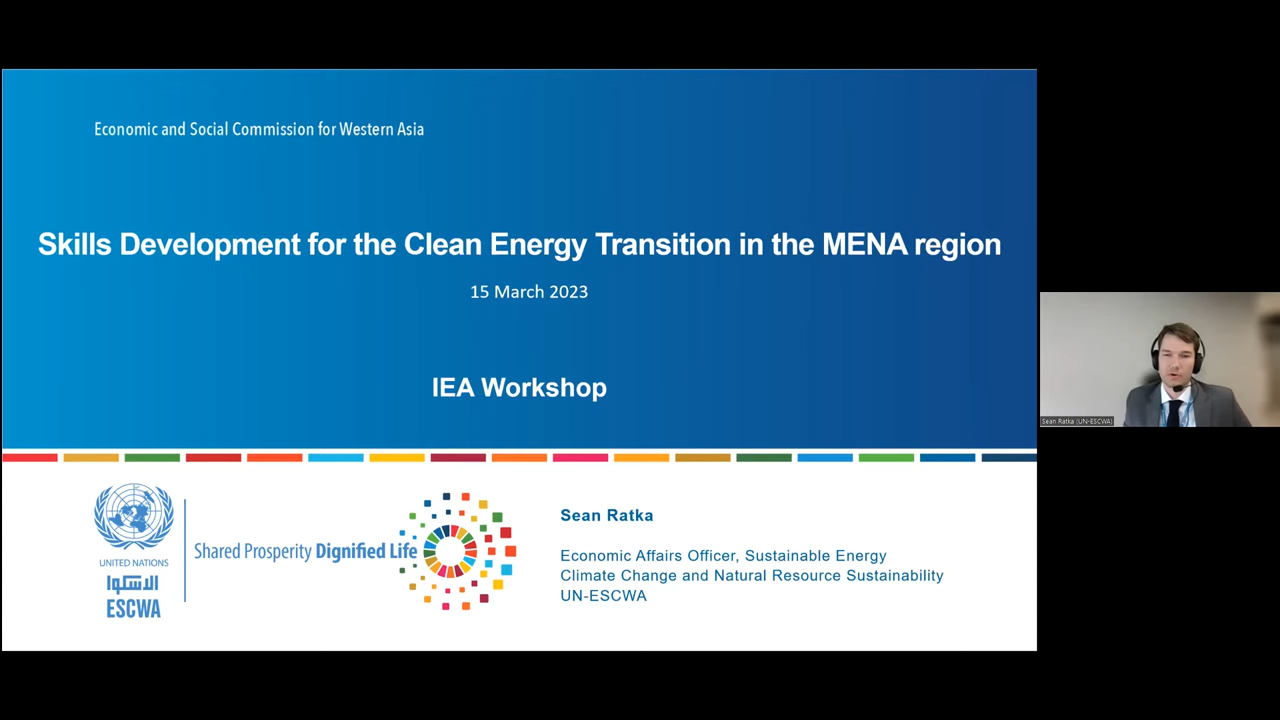 Economic and Social Commission for Western Asia
Skills Development for the Clean Energy Transition in the MENA region
15 March 2023
IEA Workshop
UNITED NATIONS
الإسكوا
ESCWA
Shared Prosperity Dignified Life
Sean Ratka
Economic Affairs Officer, Sustainable Energy
Climate Change and Natural Resource Sustainability
UN-ESCWA
Sean Ratka (UN-ESCWA)